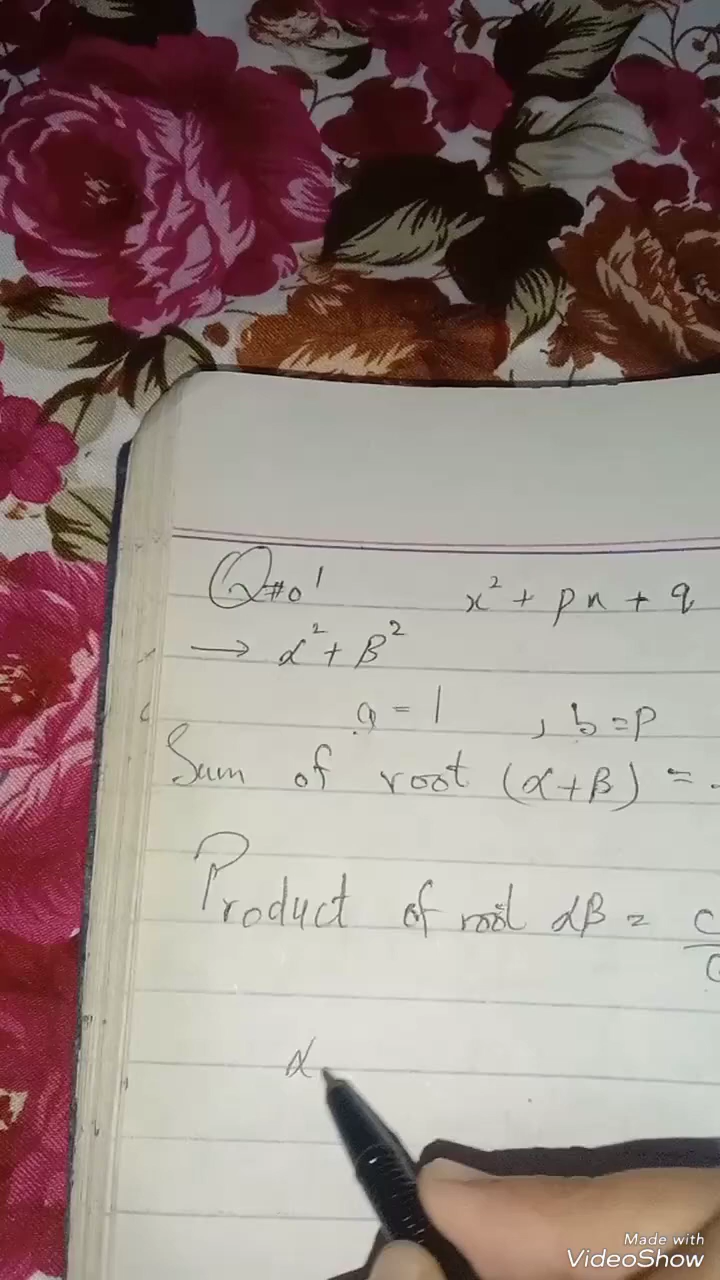 Q#01 x² + px + q
→ α² + β²
a = 1 , b = p
Sum of root (α+β) = -
Product of root αβ = c
α
Made with
VideoShow